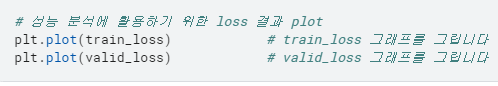 # 성능 분석에 활용하기 위한 loss 결과 plot
plt.plot(train_loss) # train_loss 그래프를 그립니다
plt.plot(valid_loss) # valid_loss 그래프를 그립니다